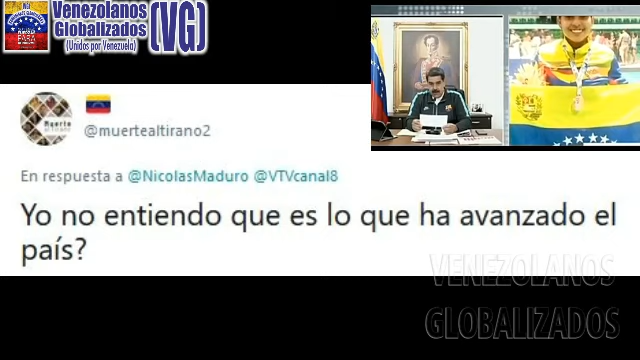 Venezolanos
Globalizados
(Unidos por Venezuela)
(VG)
@muertealtirano2
En respuesta a @NicolasMaduro @VTVcanal8
Yo no entiendo que es lo que ha avanzado el
país?
VENEZOLANOS
GLOBALIZADOS